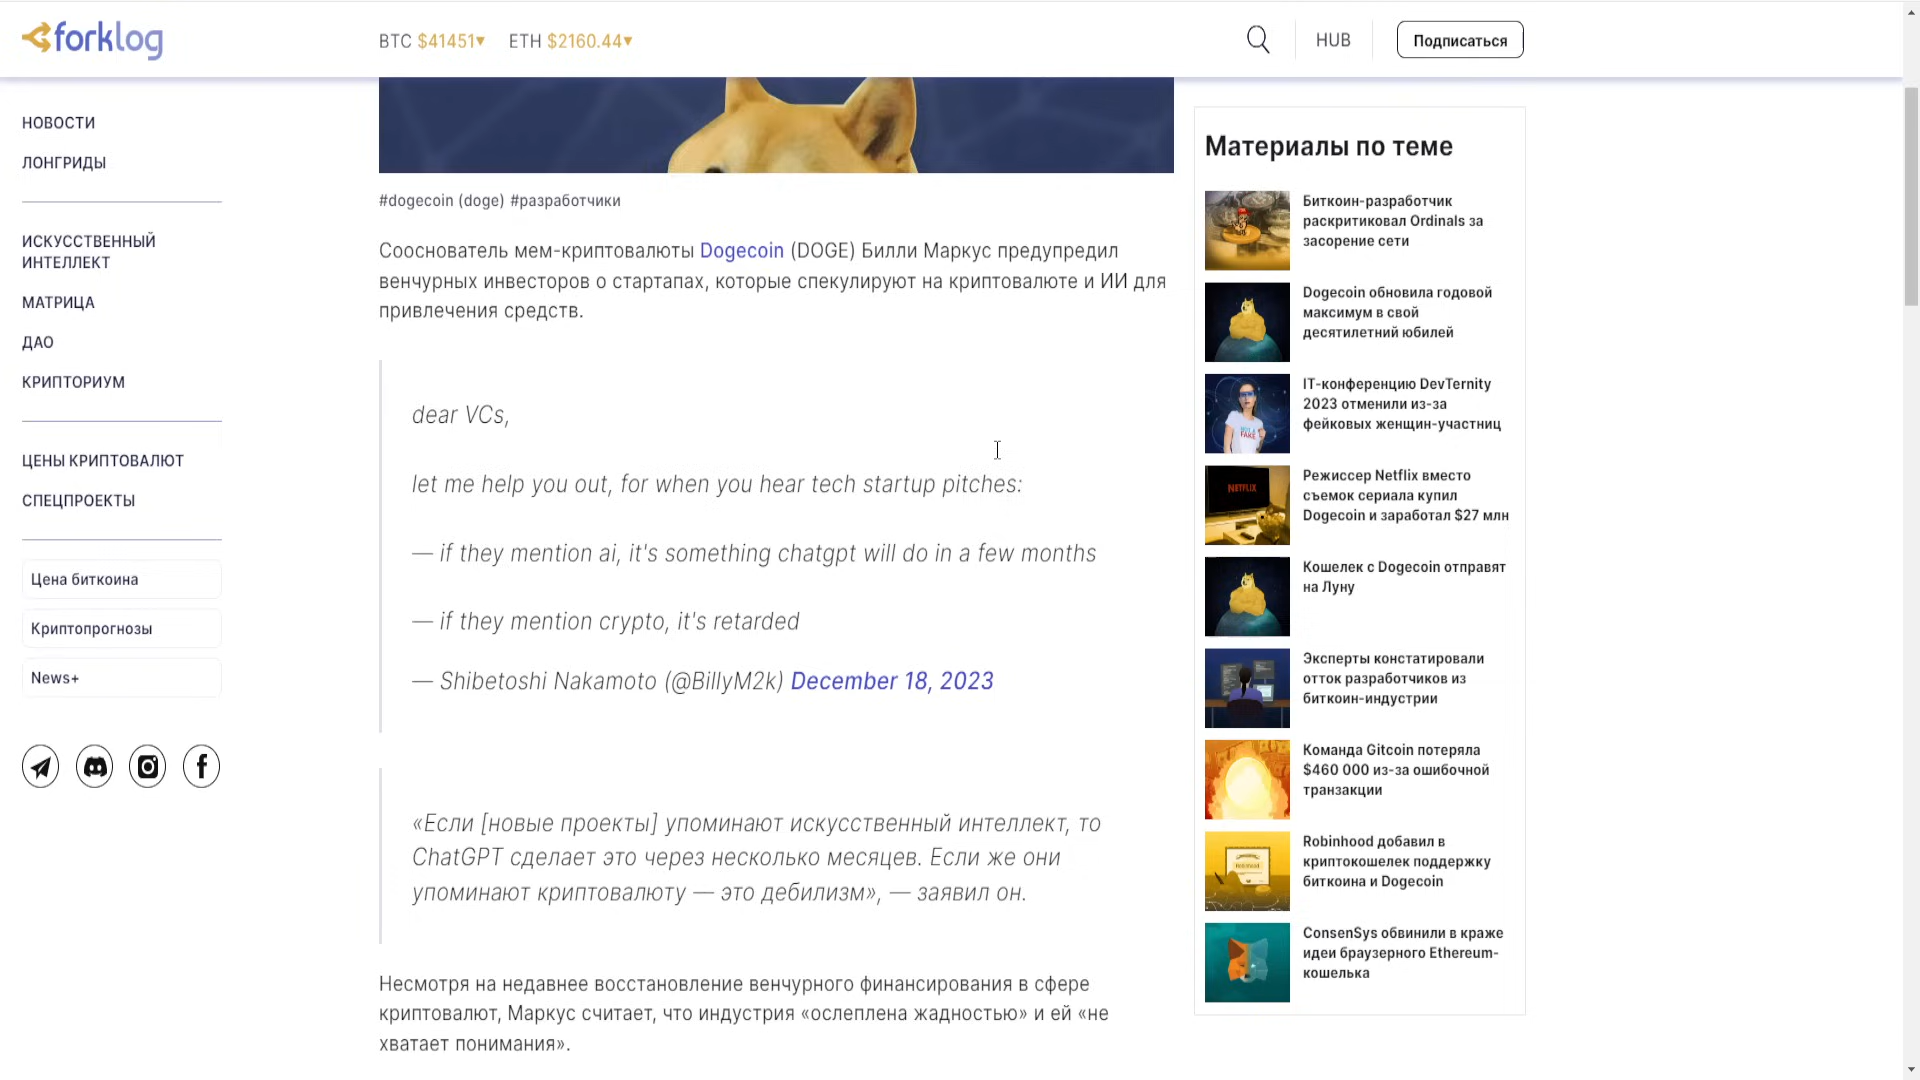 forklog
BTC $41451▾ ETH $2160.44▾
HUB
Подписаться
НОВОСТИ
ЛОНГРИДЫ
ИСКУССТВЕННЫЙ
ИНТЕЛЛЕКТ
МАТРИЦА
ДАО
КРИПТОРИУМ
ЦЕНЫ КРИПТОВАЛЮТ
СПЕЦПРОЕКТЫ
Цена биткоина
Криптопрогнозы
News+
#dogecoin (doge) #разработчики
Сооснователь мем-криптовалюты Dogecoin (DOGE) Билли Маркус предупредил
венчурных инвесторов о стартапах, которые спекулируют на криптовалюте и ИИ для
привлечения средств.
dear VCs,
let me help you out, for when you hear tech startup pitches:
— if they mention ai, it's something chatgpt will do in a few months
— if they mention crypto, it's retarded
— Shibetoshi Nakamoto (@BillyM2k) December 18, 2023
«Если [новые проекты] упоминают искусственный интеллект, то
ChatGPT сделает это через несколько месяцев. Если же они
упоминают криптовалюту — это дебилизм», — заявил он.
Несмотря на недавнее восстановление венчурного финансирования в сфере
криптовалют, Маркус считает, что индустрия «ослеплена жадностью» и ей «не
хватает понимания».
Материалы по теме
Биткоин-разработчик
раскритиковал Ordinals за
засорение сети
Dogecoin обновила годовой
максимум в свой
десятилетний юбилей
IT-конференцию DevTernity
2023 отменили из-за
фейковых женщин-участниц
NETFLIX
Режиссер Netflix вместо
съемок сериала купил
Dogecoin и заработал $27 млн
Кошелек с Dogecoin отправят
на Луну
Эксперты констатировали
отток разработчиков из
биткоин-индустрии
Команда Gitcoin потеряла
$460 000 из-за ошибочной
транзакции
Robinhood добавил в
криптокошелек поддержку
биткоина и Dogecoin
ConsenSys обвинили в краже
идеи браузерного Ethereum-
кошелька